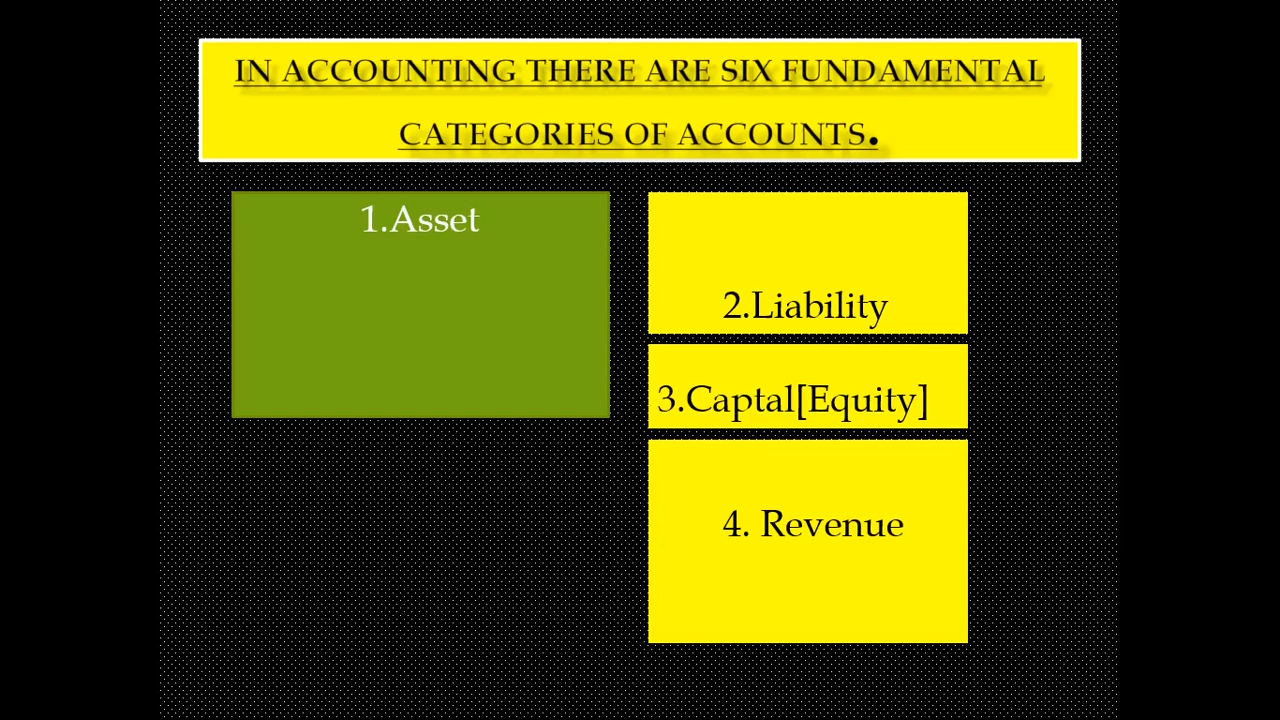 IN ACCOUNTING THERE ARE SIX FUNDAMENTAL
CATEGORIES OF ACCOUNTS.
1.Asset
2.Liability
3.Captal[Equity]
4. Revenue